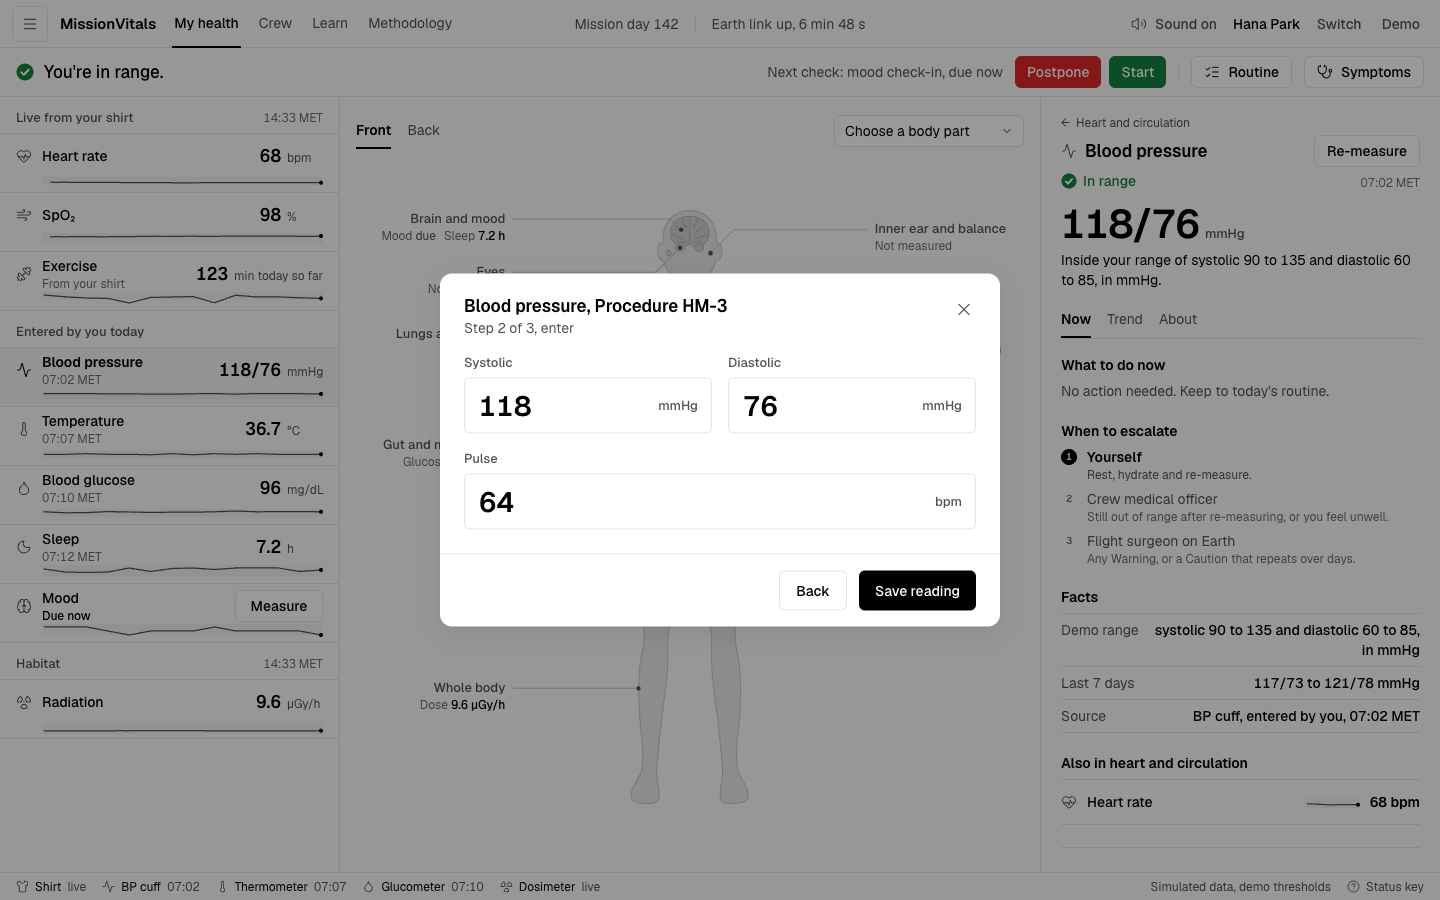 MissionVitals My health Crew Learn Methodology Mission day 142 Earth link up, 6 min 48 s Sound on Hana Park Switch Demo
You're in range. Next check: mood check-in, due now Postpone Start Routine Symptoms
Live from your shirt 14:33 MET
Heart rate 68 bpm
SpO₂ 98 %
Exercise 123 min today so far
From your shirt
Entered by you today
Blood pressure 118/76 mmHg
07:02 MET
Temperature 36.7 °C
07:07 MET
Blood glucose 96 mg/dL
07:10 MET
Sleep 7.2 h
07:12 MET
Mood Measure
Due now
Habitat 14:33 MET
Radiation 9.6 µGy/h
Front Back Choose a body part
Brain and mood
Mood due Sleep 7.2 h
Inner ear and balance
Not measured
Eyes
Lungs
Gut and
Whole body
Dose 9.6 µGy/h
Blood pressure, Procedure HM-3
Step 2 of 3, enter
Systolic Diastolic
118 mmHg 76 mmHg
Pulse
64 bpm
Back Save reading
← Heart and circulation
Blood pressure Re-measure
In range 07:02 MET
118/76 mmHg
Inside your range of systolic 90 to 135 and diastolic 60
to 85, in mmHg.
Now Trend About
What to do now
No action needed. Keep to today's routine.
When to escalate
1 Yourself
Rest, hydrate and re-measure.
2 Crew medical officer
Still out of range after re-measuring, or you feel unwell.
3 Flight surgeon on Earth
Any Warning, or a Caution that repeats over days.
Facts
Demo range systolic 90 to 135 and diastolic 60 to 85,
in mmHg
Last 7 days 117/73 to 121/78 mmHg
Source BP cuff, entered by you, 07:02 MET
Also in heart and circulation
Heart rate 68 bpm
Shirt live BP cuff 07:02 Thermometer 07:07 Glucometer 07:10 Dosimeter live Simulated data, demo thresholds Status key